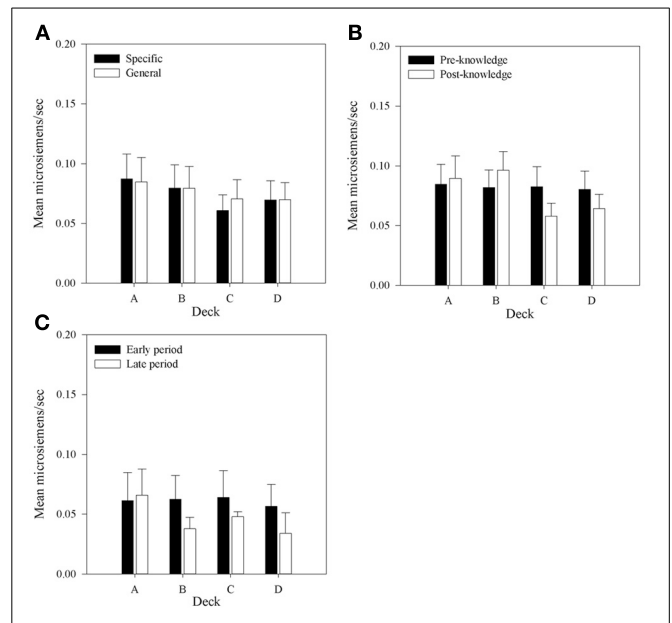 A
0.20
0.15
0.10
0.05
0.00
Mean microsiemens/sec
Specific
General
A B C D
Deck
B
0.20
0.15
0.10
0.05
0.00
Mean microsiemens/sec
Pre-knowledge
Post-knowledge
A B C D
Deck
C
0.20
0.15
0.10
0.05
0.00
Mean microsiemens/sec
Early period
Late period
A B C D
Deck